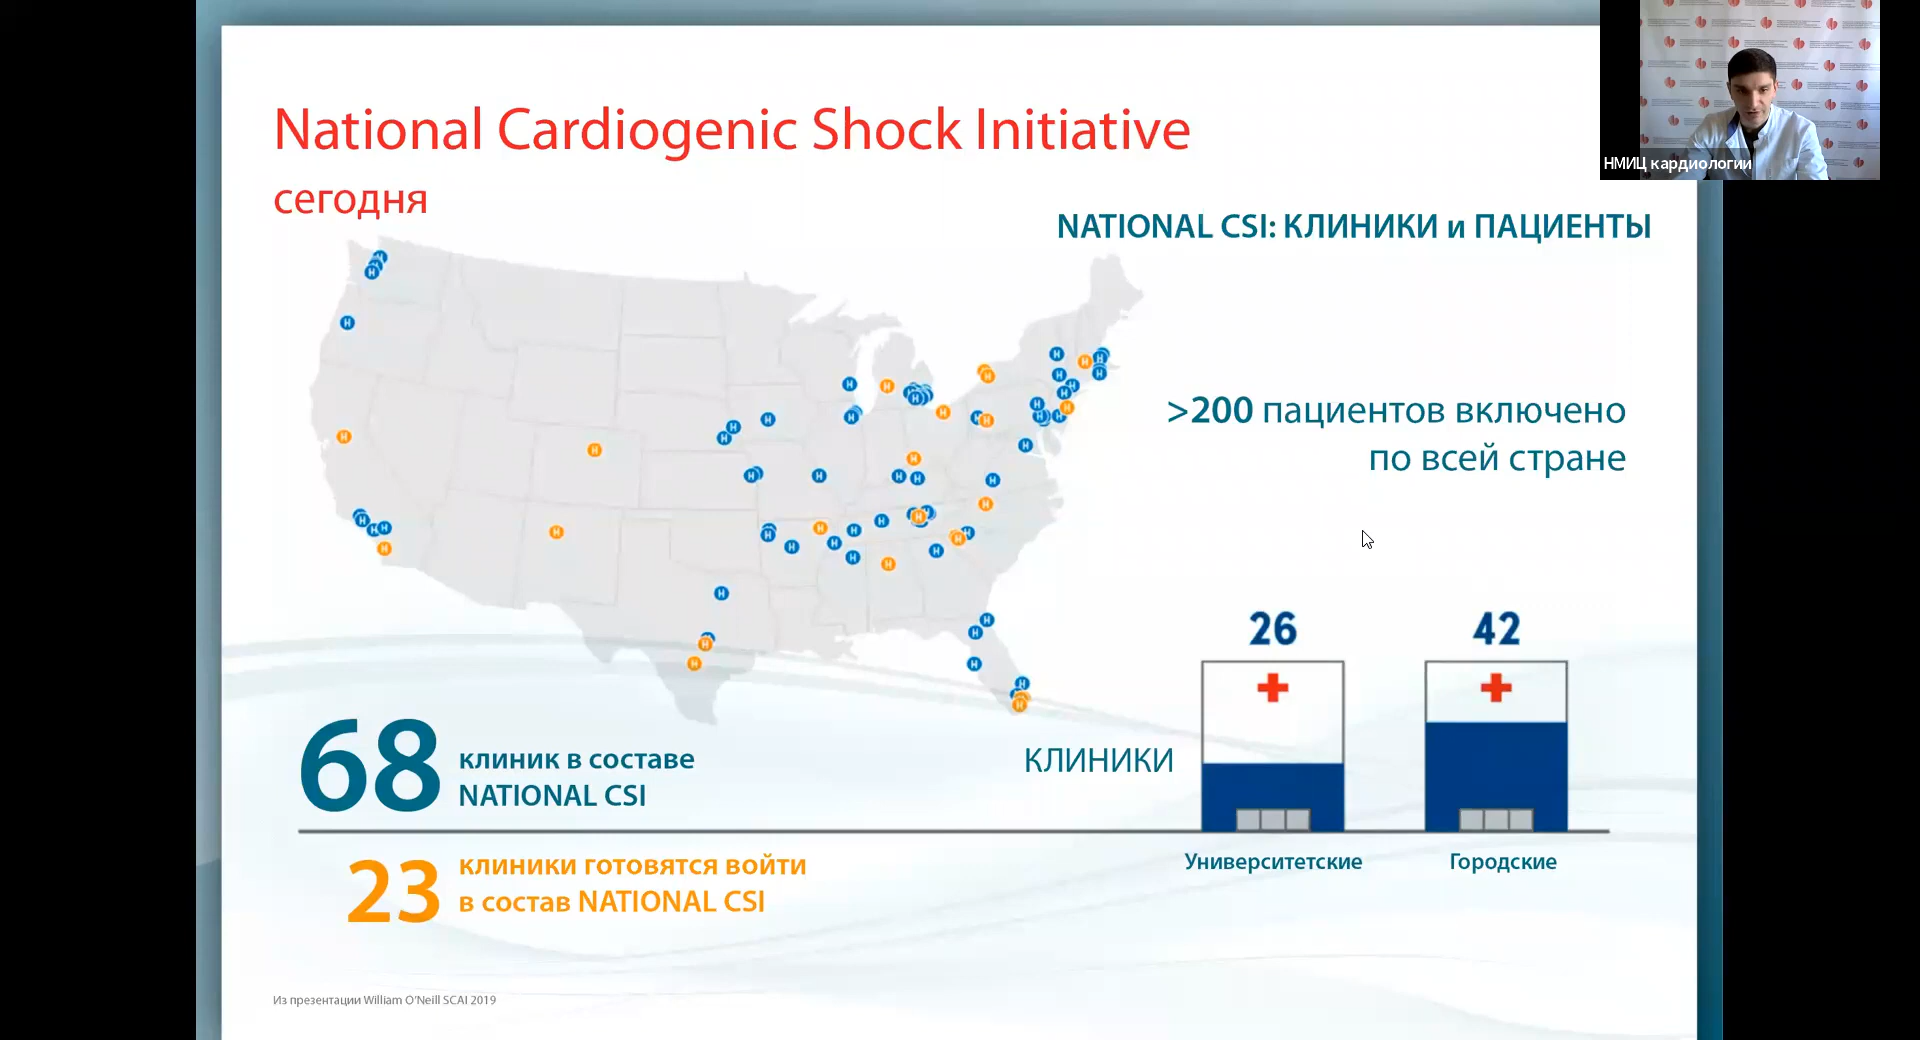 National Cardiogenic Shock Initiative
сегодня
НМИЦ кардиологии
NATIONAL CSI: КЛИНИКИ и ПАЦИЕНТЫ
>200 пациентов включено
по всей стране
26
42
68
клиник в составе
NATIONAL CSI
КЛИНИКИ
23
клиники готовятся войти
в состав NATIONAL CSI
Университетские
Городские
Из презентации William O'Neill SCAI 2019